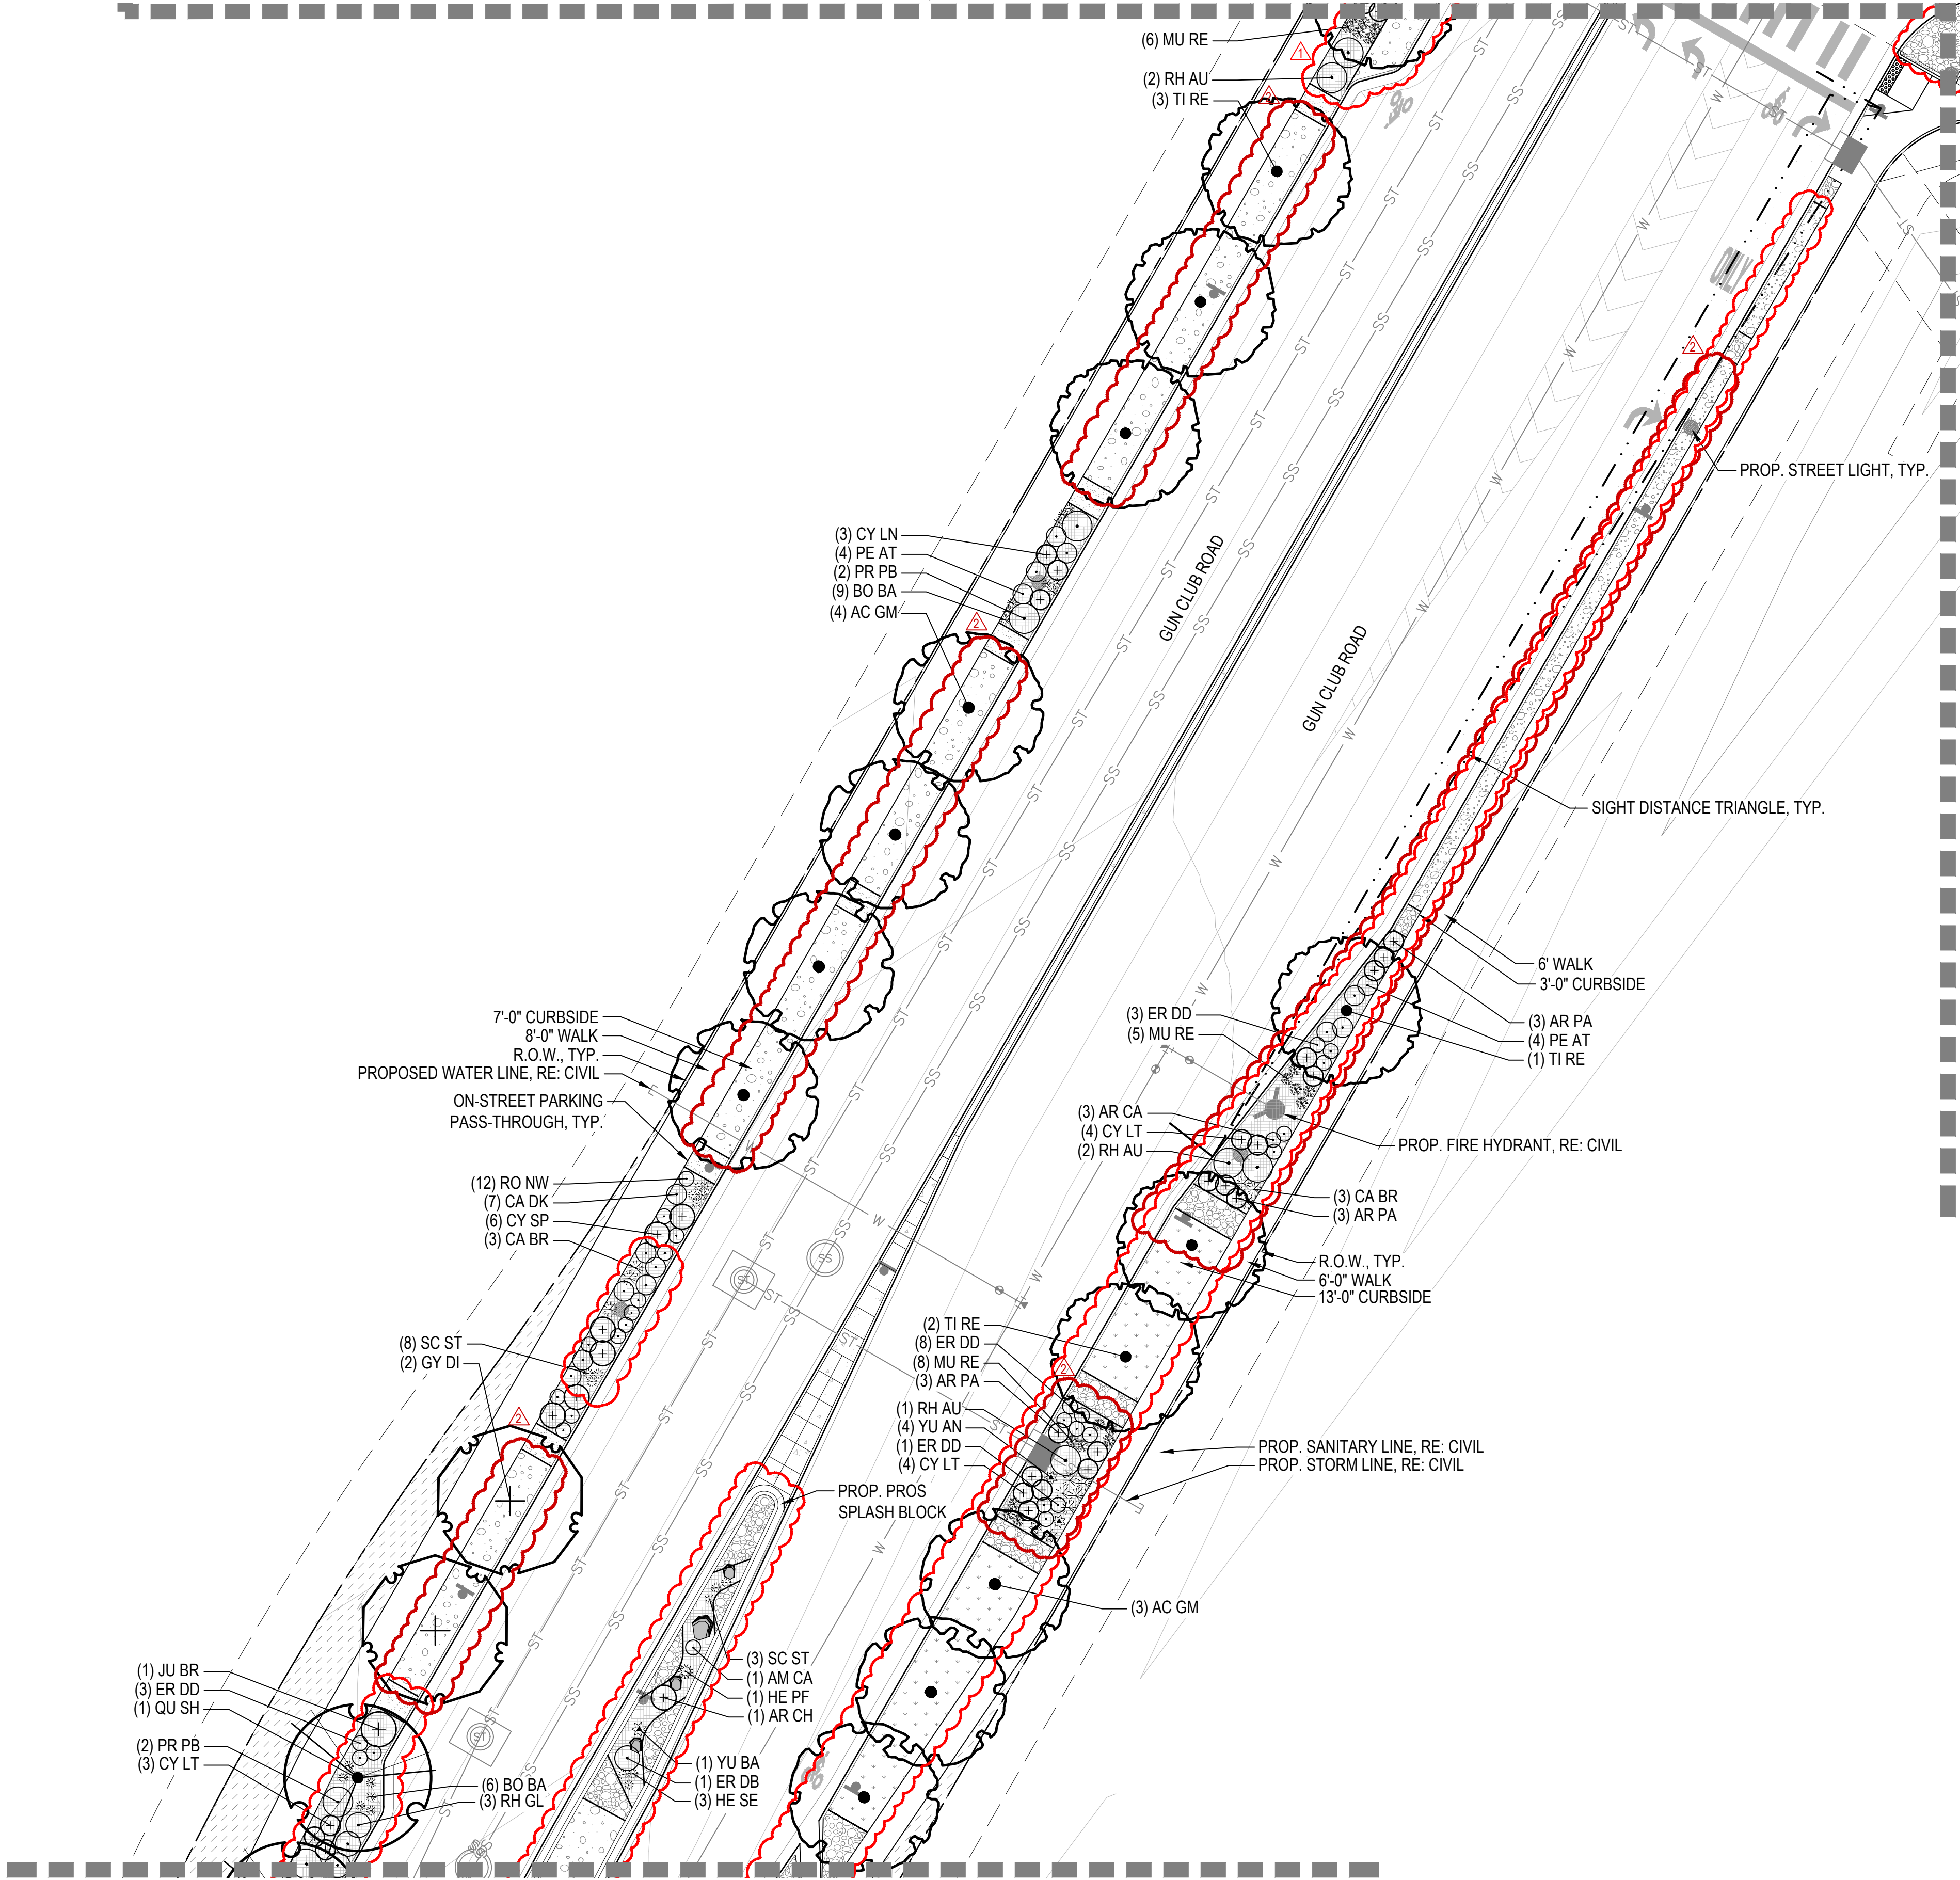 (6) MU RE
1
(2) RH AU
(3) TI RE
2
ONLY
2
PROP. STREET LIGHT, TYP.
(3) CY LN
(4) PE AT
(2) PR PB
(9) BO BA
(4) AC GM
2
GUN CLUB ROAD
GUN CLUB ROAD
SIGHT DISTANCE TRIANGLE, TYP.
6' WALK
3'-0" CURBSIDE
(3) AR PA
(4) PE AT
(1) TI RE
(3) ER DD
(5) MU RE
7'-0" CURBSIDE
8'-0" WALK
R.O.W., TYP.
PROPOSED WATER LINE, RE: CIVIL
ON-STREET PARKING
PASS-THROUGH, TYP.
(3) AR CA
(4) CY LT
(2) RH AU
PROP. FIRE HYDRANT, RE: CIVIL
(3) CA BR
(3) AR PA
(12) RO NW
(7) CA DK
(6) CY SP
(3) CA BR
R.O.W., TYP.
6'-0" WALK
13'-0" CURBSIDE
(8) SC ST
(2) GY DI
2
(2) TI RE
(8) ER DD
(8) MU RE
(3) AR PA
2
(1) RH AU
(4) YU AN
(1) ER DD
(4) CY LT
PROP. SANITARY LINE, RE: CIVIL
PROP. STORM LINE, RE: CIVIL
PROP. PROS
SPLASH BLOCK
(3) AC GM
(3) SC ST
(1) AM CA
(1) HE PF
(1) AR CH
(1) JU BR
(3) ER DD
(1) QU SH
(2) PR PB
(3) CY LT
(6) BO BA
(3) RH GL
(1) YU BA
(1) ER DB
(3) HE SE
ST
SS
W